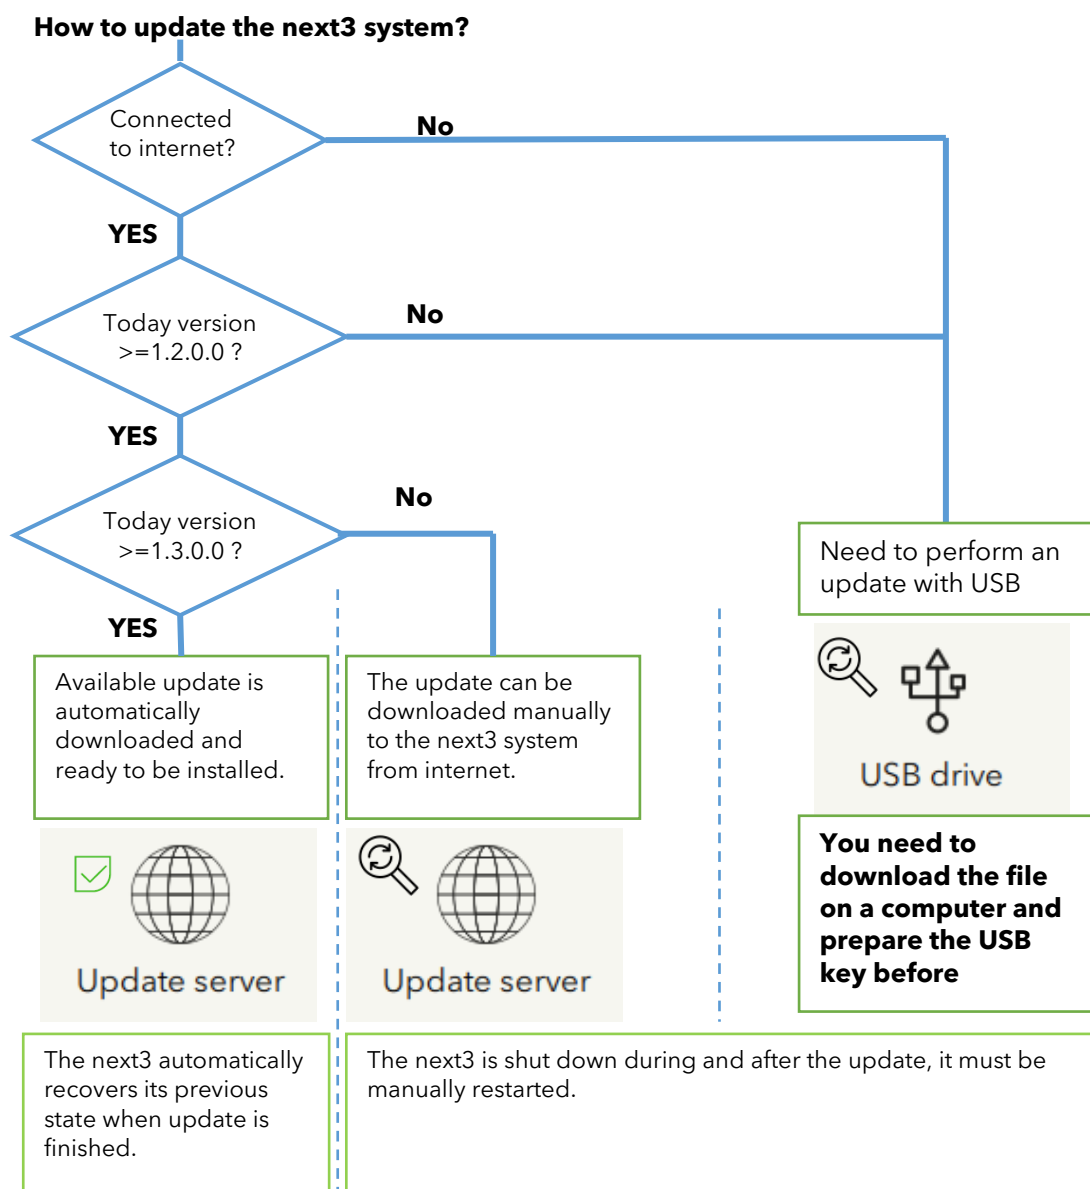 How to update the next3 system?
Connected
to internet?
No
YES
Today version
>=1.2.0.0 ?
No
YES
Today version
>=1.3.0.0 ?
No
YES
Need to perform an
update with USB
USB drive
You need to
download the file
on a computer and
prepare the USB
key before
Available update is
automatically
downloaded and
ready to be installed.
The update can be
downloaded manually
to the next3 system
from internet.
Update server
Update server
The next3 automatically
recovers its previous
state when update is
finished.
The next3 is shut down during and after the update, it must be
manually restarted.